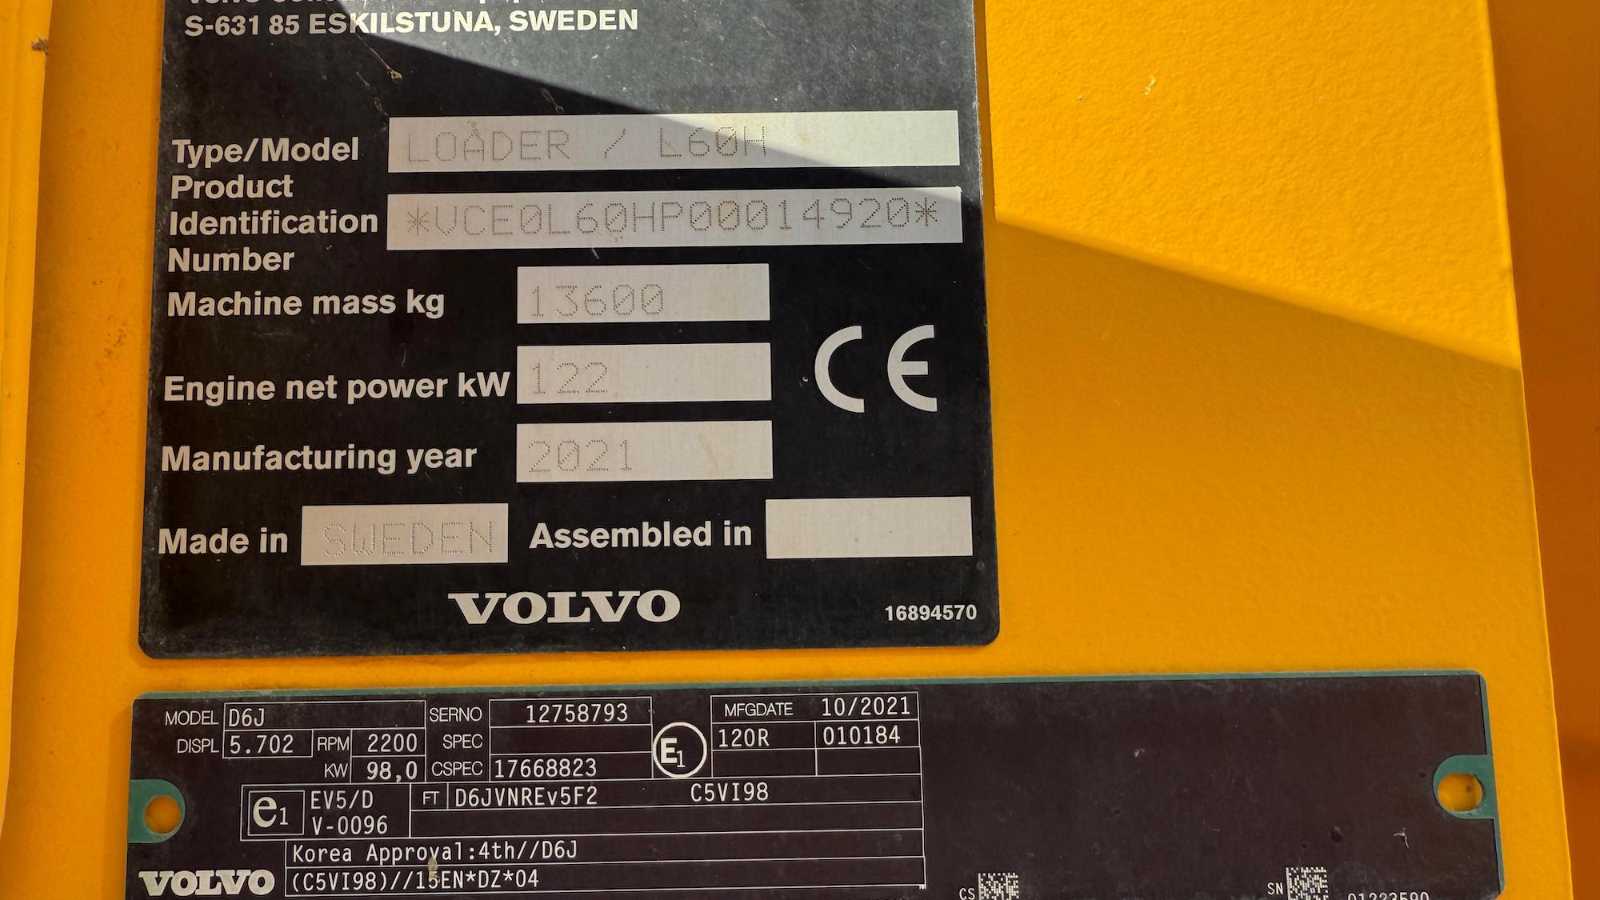 S-631 85 ESKILSTUNA, SWEDEN
Type/Model LOADER / L60H
Product
Identification *VCE0L60HP00014920*
Number
Machine mass kg 13600
Engine net power kW 122
CE
Manufacturing year 2021
Made in SWEDEN Assembled in
VOLVO 16894570
MODEL D6J SERNO 12758793 MFGDATE 10/2021
DISPL 5.702 RPM 2200 SPEC E1 120R 010184
KW 98,0 CSPEC 17668823
e1 EV5/D FT D6JVNREv5F2 C5VI98
V-0096
Korea Approval:4th//D6J
VOLVO (C5VI98)//15EN*DZ*04
CS SN 01223590